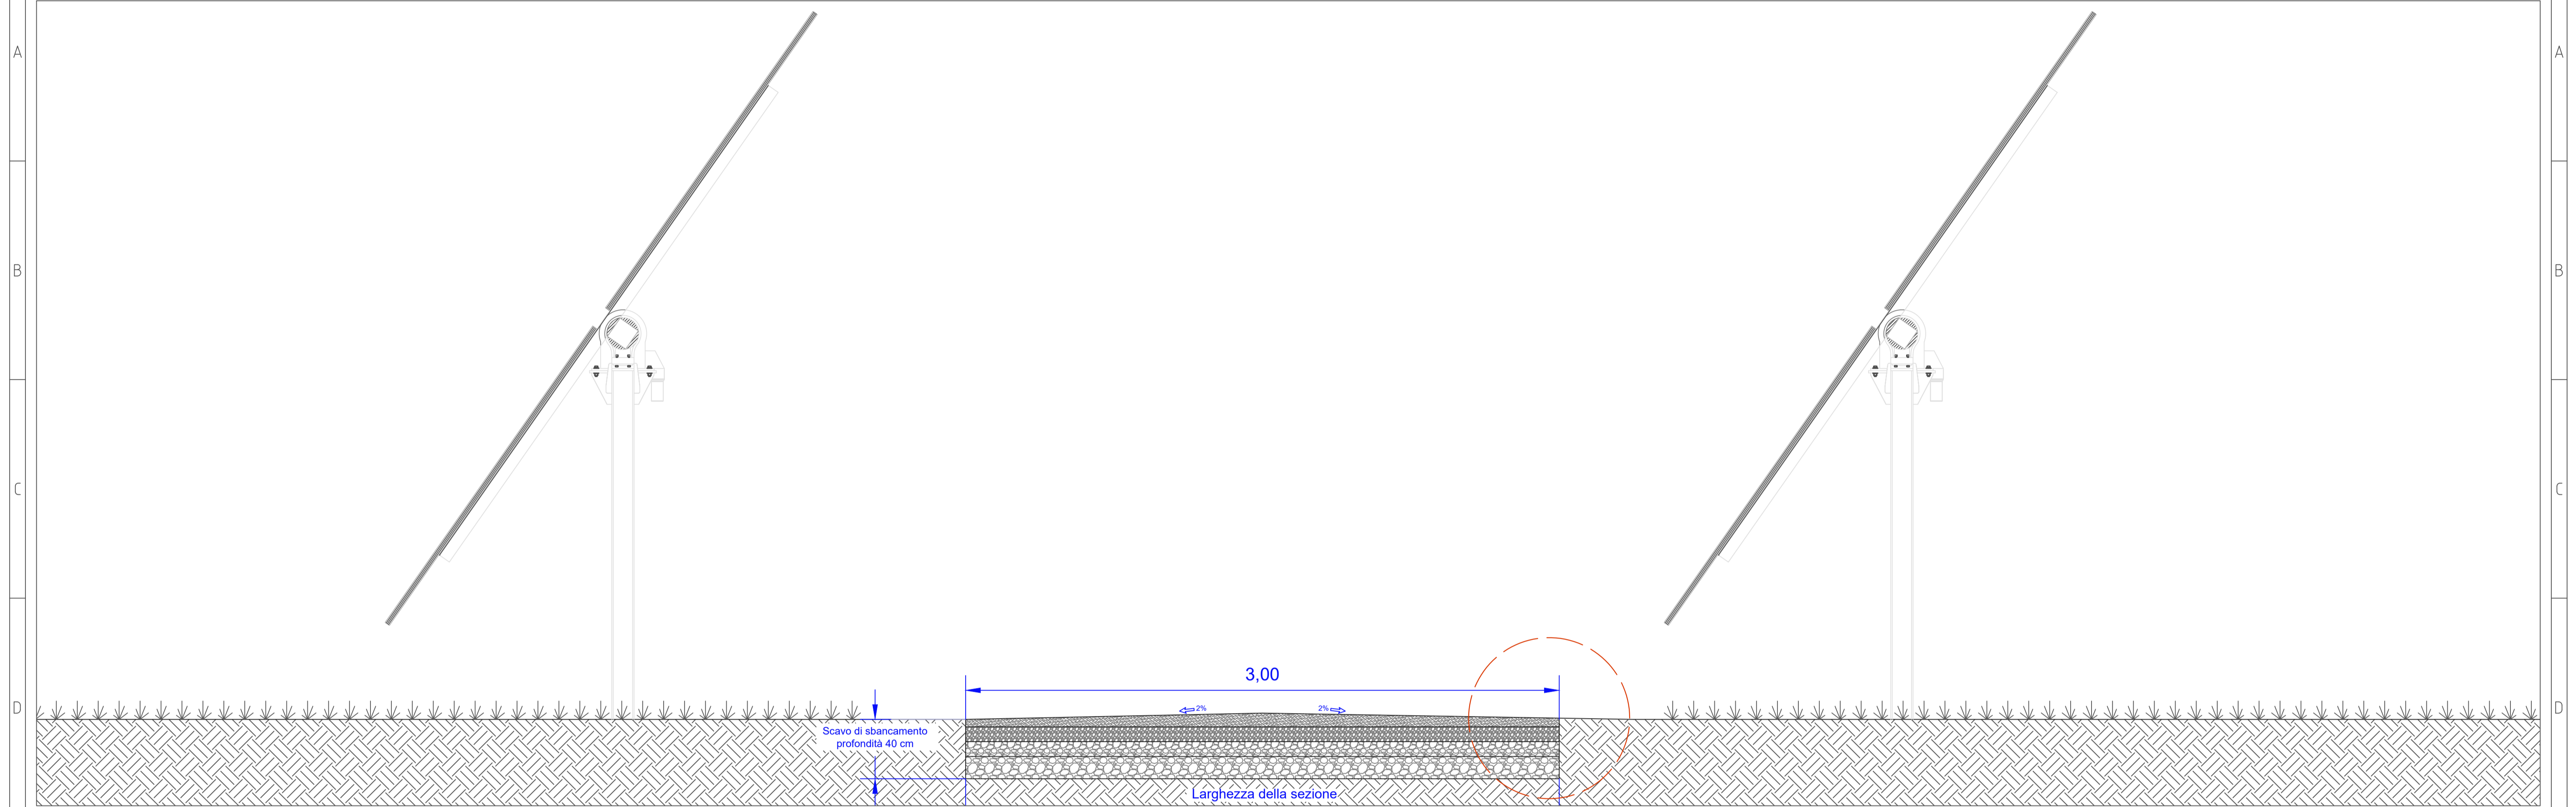 A
A
B
B
C
C
3,00
D
D
2%
2%
Scavo di sbancamento
profondità 40 cm
Larghezza della sezione